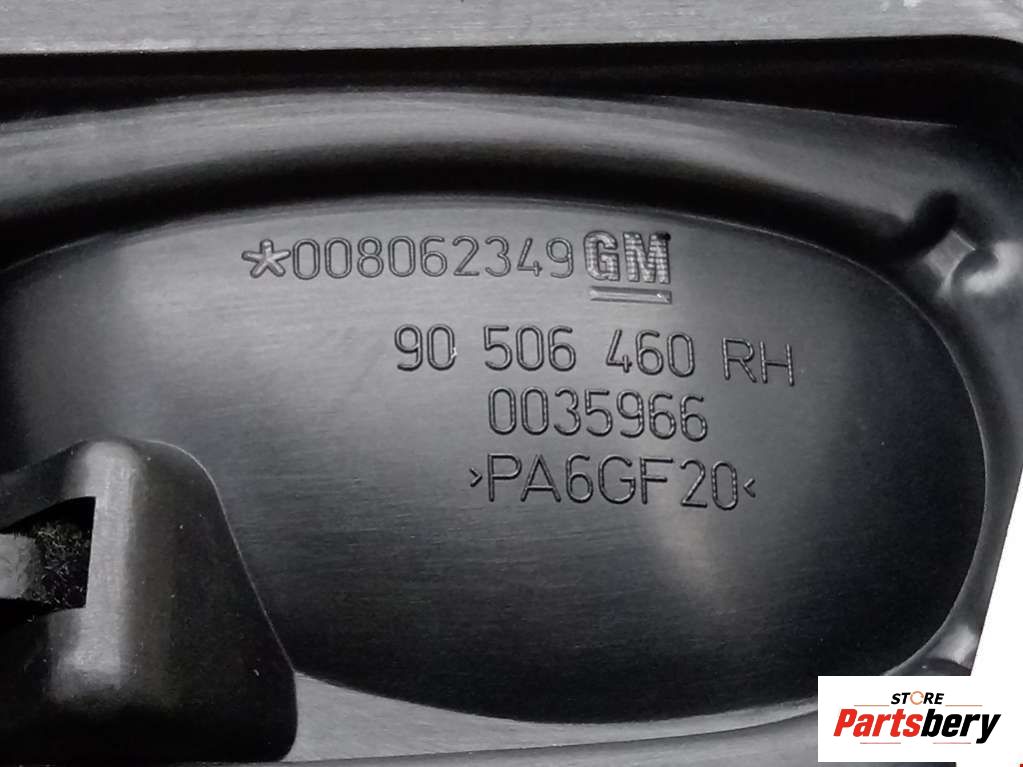 *008062349 GM
90 506 460 RH
0035966
>PA6GF20<
STORE
Partsbery